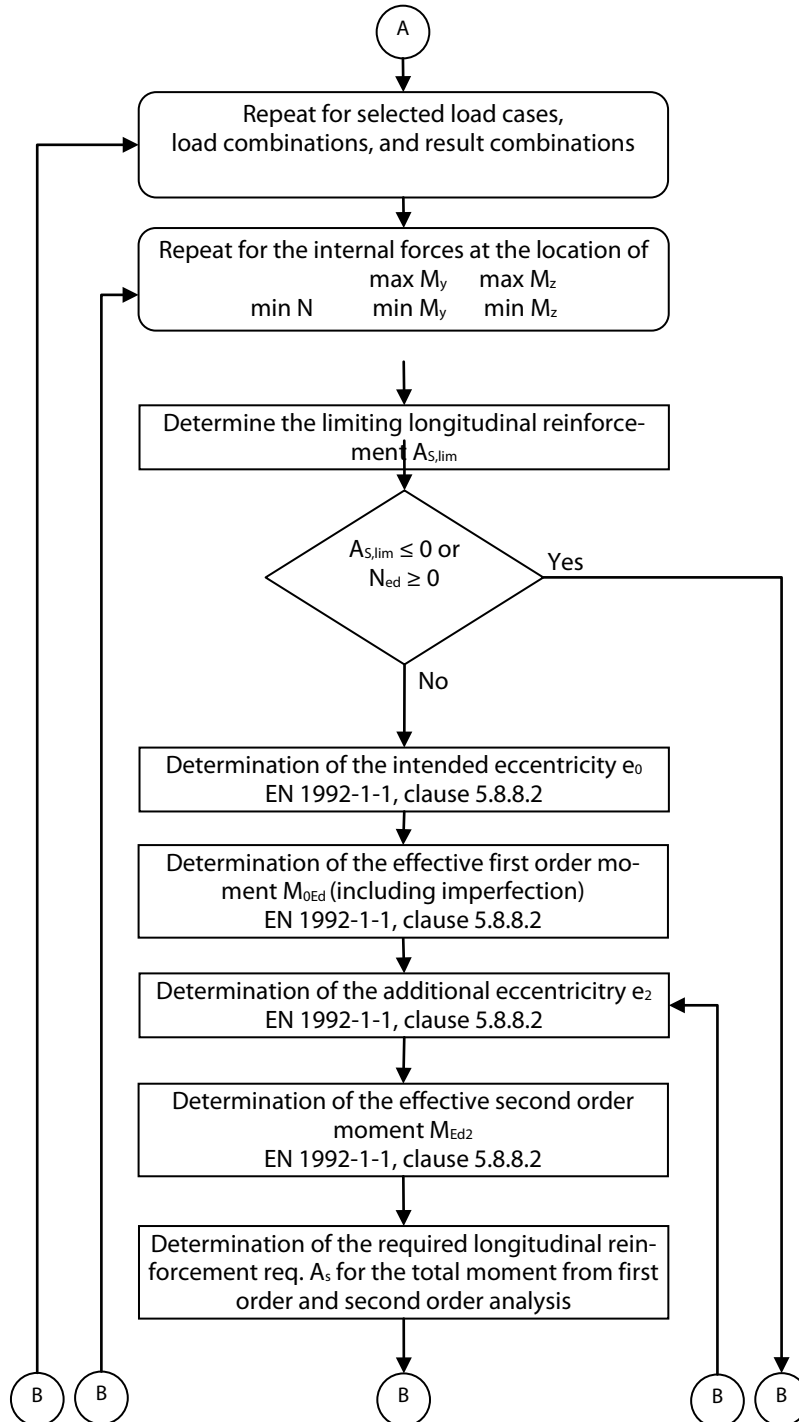 A
Repeat for selected load cases,
load combinations, and result combinations
Repeat for the internal forces at the location of
max My max Mz
min N min My min Mz
Determine the limiting longitudinal reinforce-
ment AS,lim
AS,lim ≤ 0 or
Ned ≥ 0
Yes
No
Determination of the intended eccentricity e0
EN 1992-1-1, clause 5.8.8.2
Determination of the effective first order mo-
ment M0Ed (including imperfection)
EN 1992-1-1, clause 5.8.8.2
Determination of the additional eccentricitry e2
EN 1992-1-1, clause 5.8.8.2
Determination of the effective second order
moment MEd2
EN 1992-1-1, clause 5.8.8.2
Determination of the required longitudinal rein-
forcement req. As for the total moment from first
order and second order analysis
B B B B B